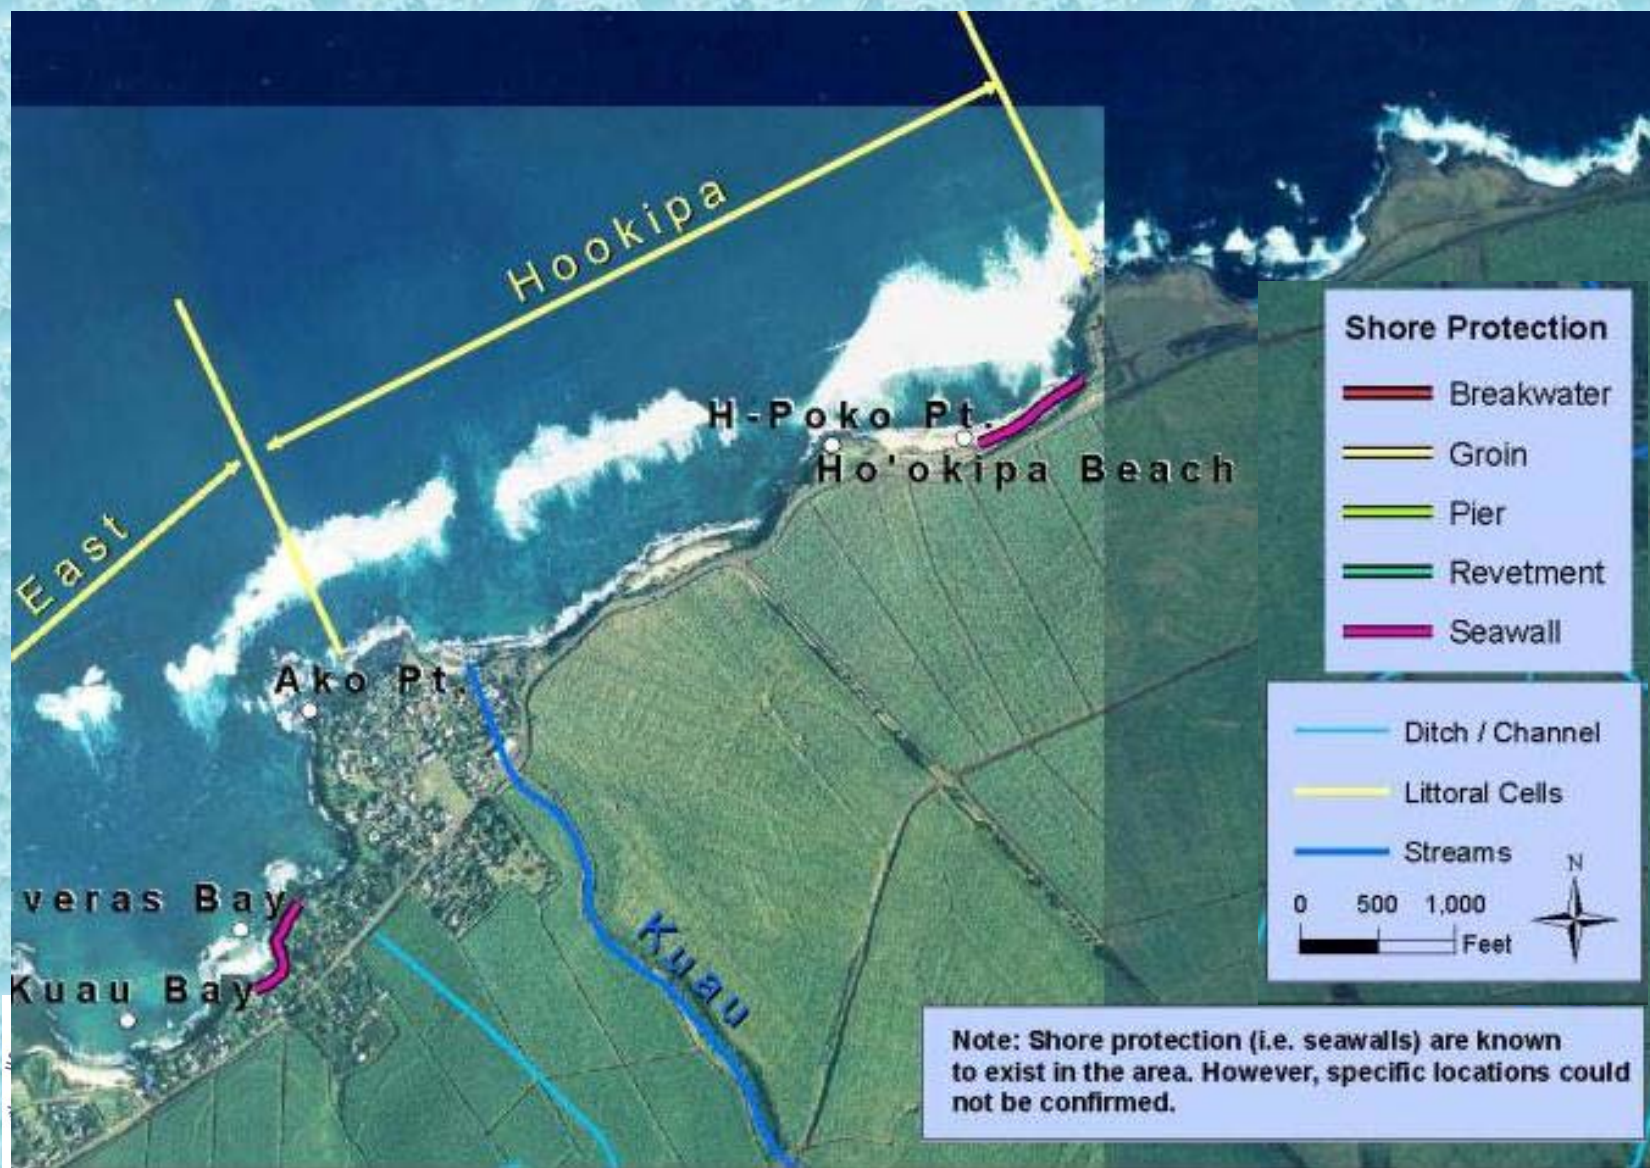 Hookipa
East
H-Poko Pt.
Ho'okipa Beach
Ako Pt.
veras Bay
Kuau Bay
Kuau
Shore Protection
Breakwater
Groin
Pier
Revetment
Seawall
Ditch / Channel
Littoral Cells
Streams
N
0 500 1,000
Feet
Note: Shore protection (i.e. seawalls) are known
to exist in the area. However, specific locations could
not be confirmed.